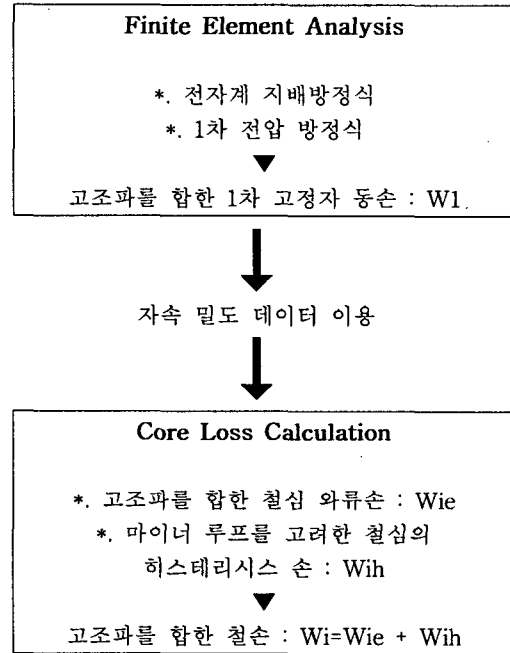 Finite Element Analysis
*. 전자계 지배방정식
*. 1차 전압 방정식
고조파를 합한 1차 고정자 동손 : W1
자속 밀도 데이터 이용
Core Loss Calculation
*. 고조파를 합한 철심 와류손 : Wie
*. 마이너 루프를 고려한 철심의
히스테리시스 손 : Wih
고조파를 합한 철손 : Wi=Wie + Wih